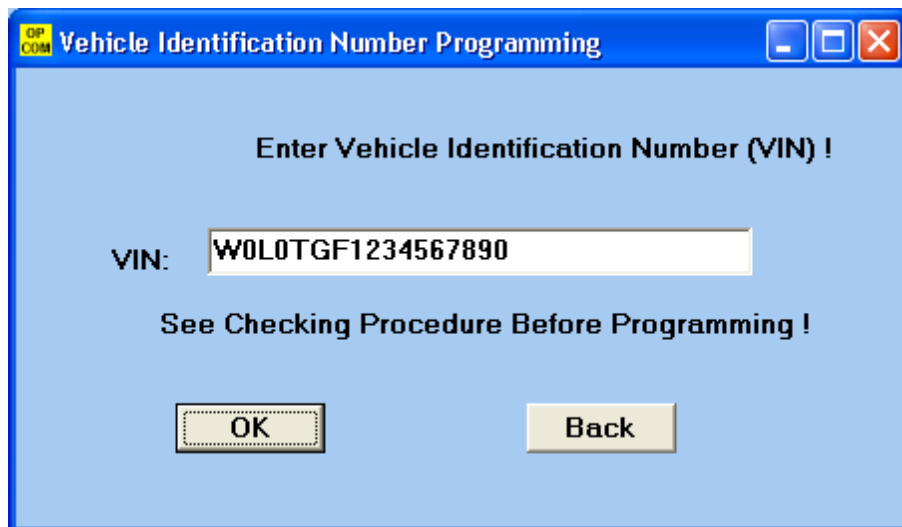 OP
COM
Vehicle Identification Number Programming
Enter Vehicle Identification Number (VIN) !
VIN: W0L0TGF1234567890
See Checking Procedure Before Programming !
OK Back